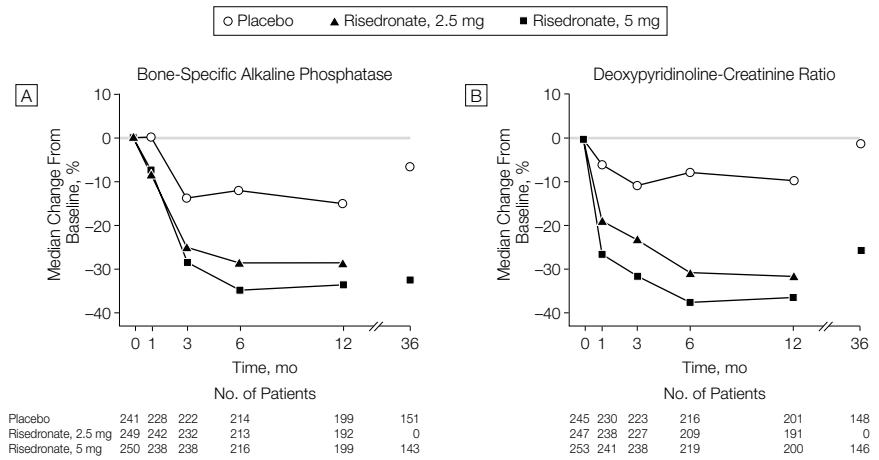 Placebo Risedronate, 2.5 mg Risedronate, 5 mg
A
Bone-Specific Alkaline Phosphatase
Median Change From
Baseline, %
10
0
–10
–20
–30
–40
0 1 3 6 12 36
Time, mo
No. of Patients
Placebo 241 228 222 214 199 151
Risedronate, 2.5 mg 249 242 232 213 192 0
Risedronate, 5 mg 250 238 238 216 199 143
B
Deoxypyridinoline-Creatinine Ratio
Median Change From
Baseline, %
10
0
–10
–20
–30
–40
0 1 3 6 12 36
Time, mo
No. of Patients
245 230 223 216 201 148
247 238 227 209 191 0
253 241 238 219 200 146